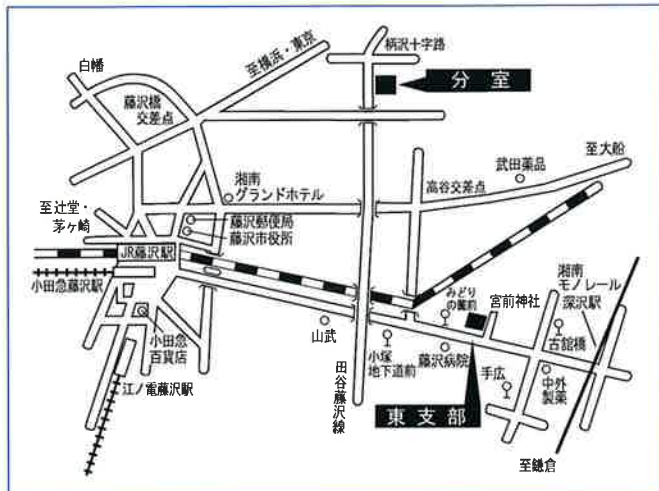 白幡
至横浜・東京
柄沢十字路
分室
藤沢橋
交差点
至大船
武田薬品
湘南
グランドホテル
高谷交差点
至辻堂・
茅ヶ崎
藤沢郵便局
藤沢市役所
JR藤沢駅
小田急藤沢駅
みどり
の園前
宮前神社
湘南
モノレール
深沢駅
小田急
百貨店
山武
小塚
地下道前
藤沢病院
古舘橋
手広
中外
製薬
江ノ電藤沢駅
田谷藤沢線
東支部
至鎌倉